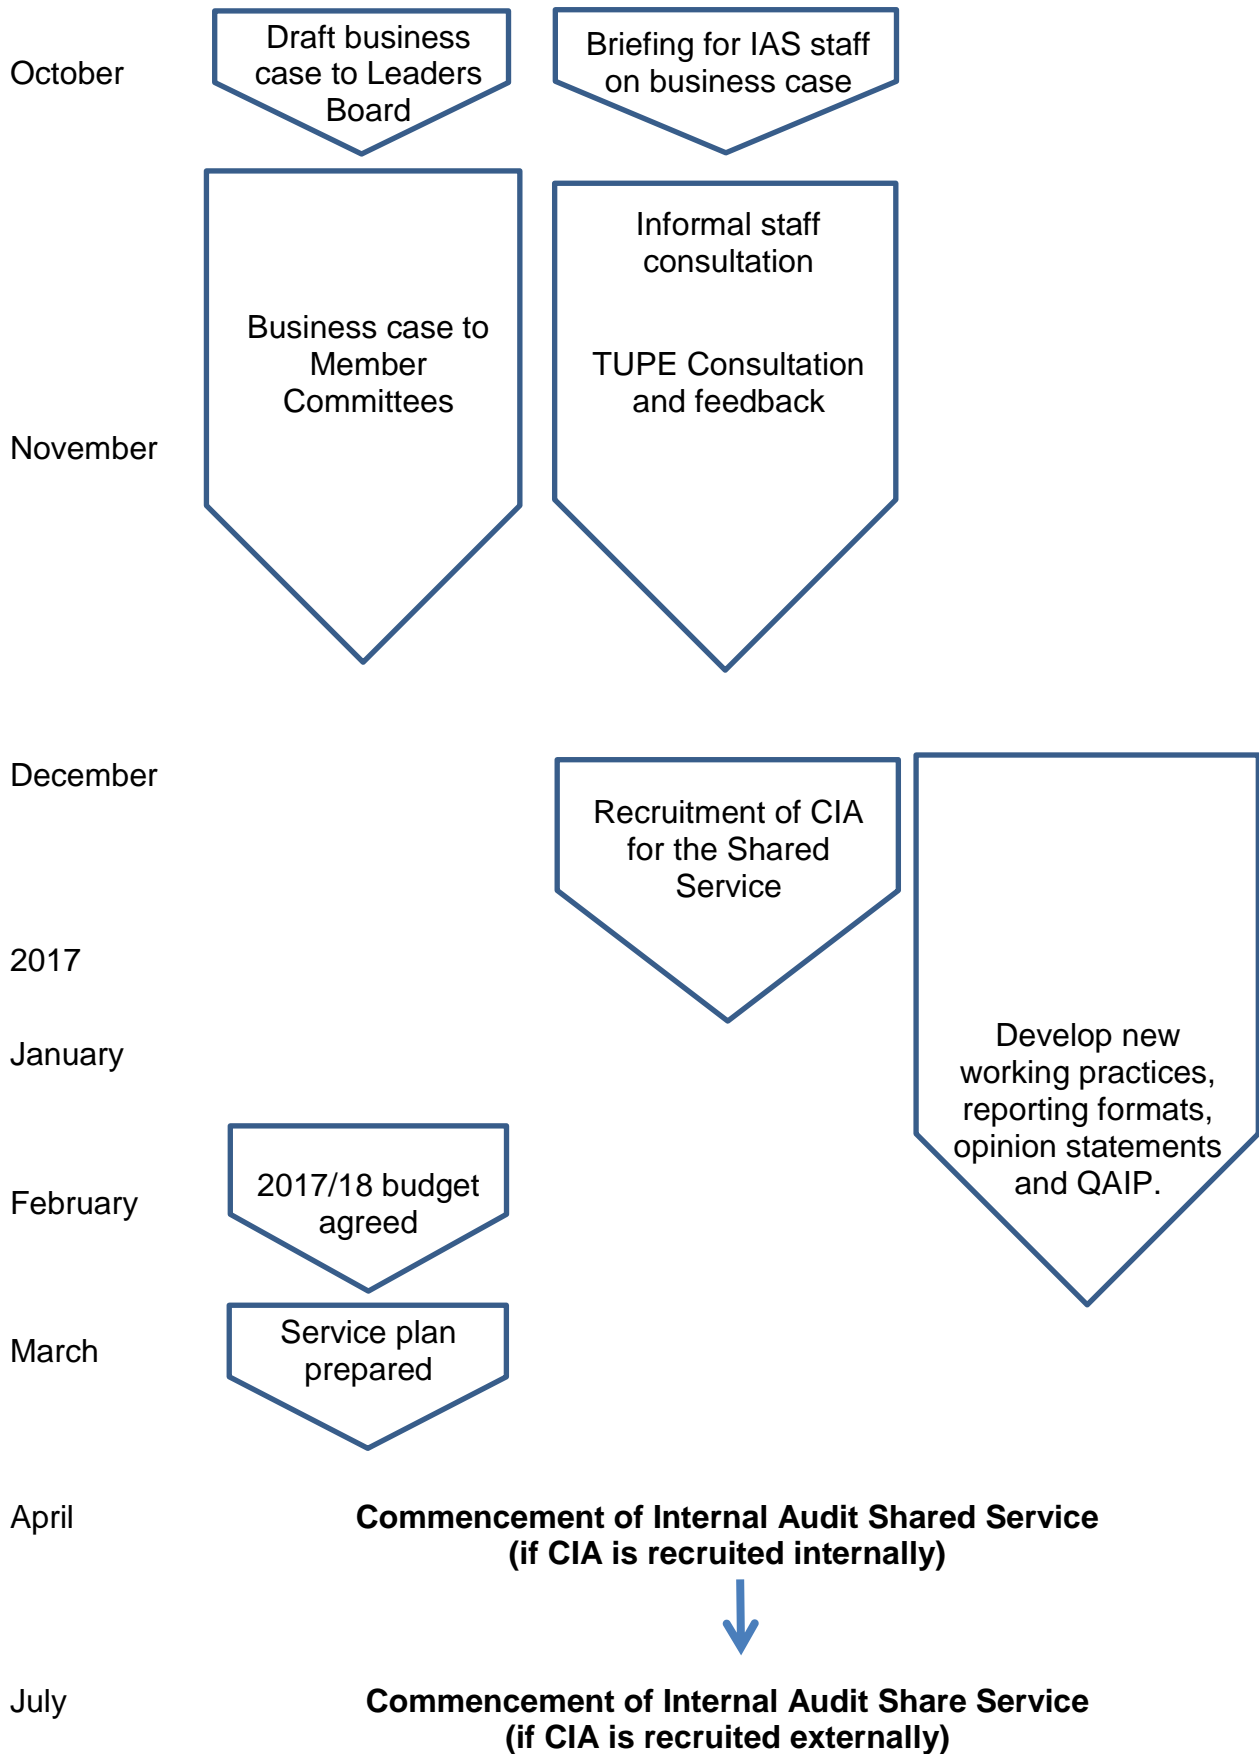 October
Draft business
case to Leaders
Board
Briefing for IAS staff
on business case
Business case to
Member
Committees
Informal staff
consultation
TUPE Consultation
and feedback
November
December
Recruitment of CIA
for the Shared
Service
2017
January
Develop new
working practices,
reporting formats,
opinion statements
and QAIP.
February
2017/18 budget
agreed
March
Service plan
prepared
April
Commencement of Internal Audit Shared Service
(if CIA is recruited internally)
July
Commencement of Internal Audit Share Service
(if CIA is recruited externally)